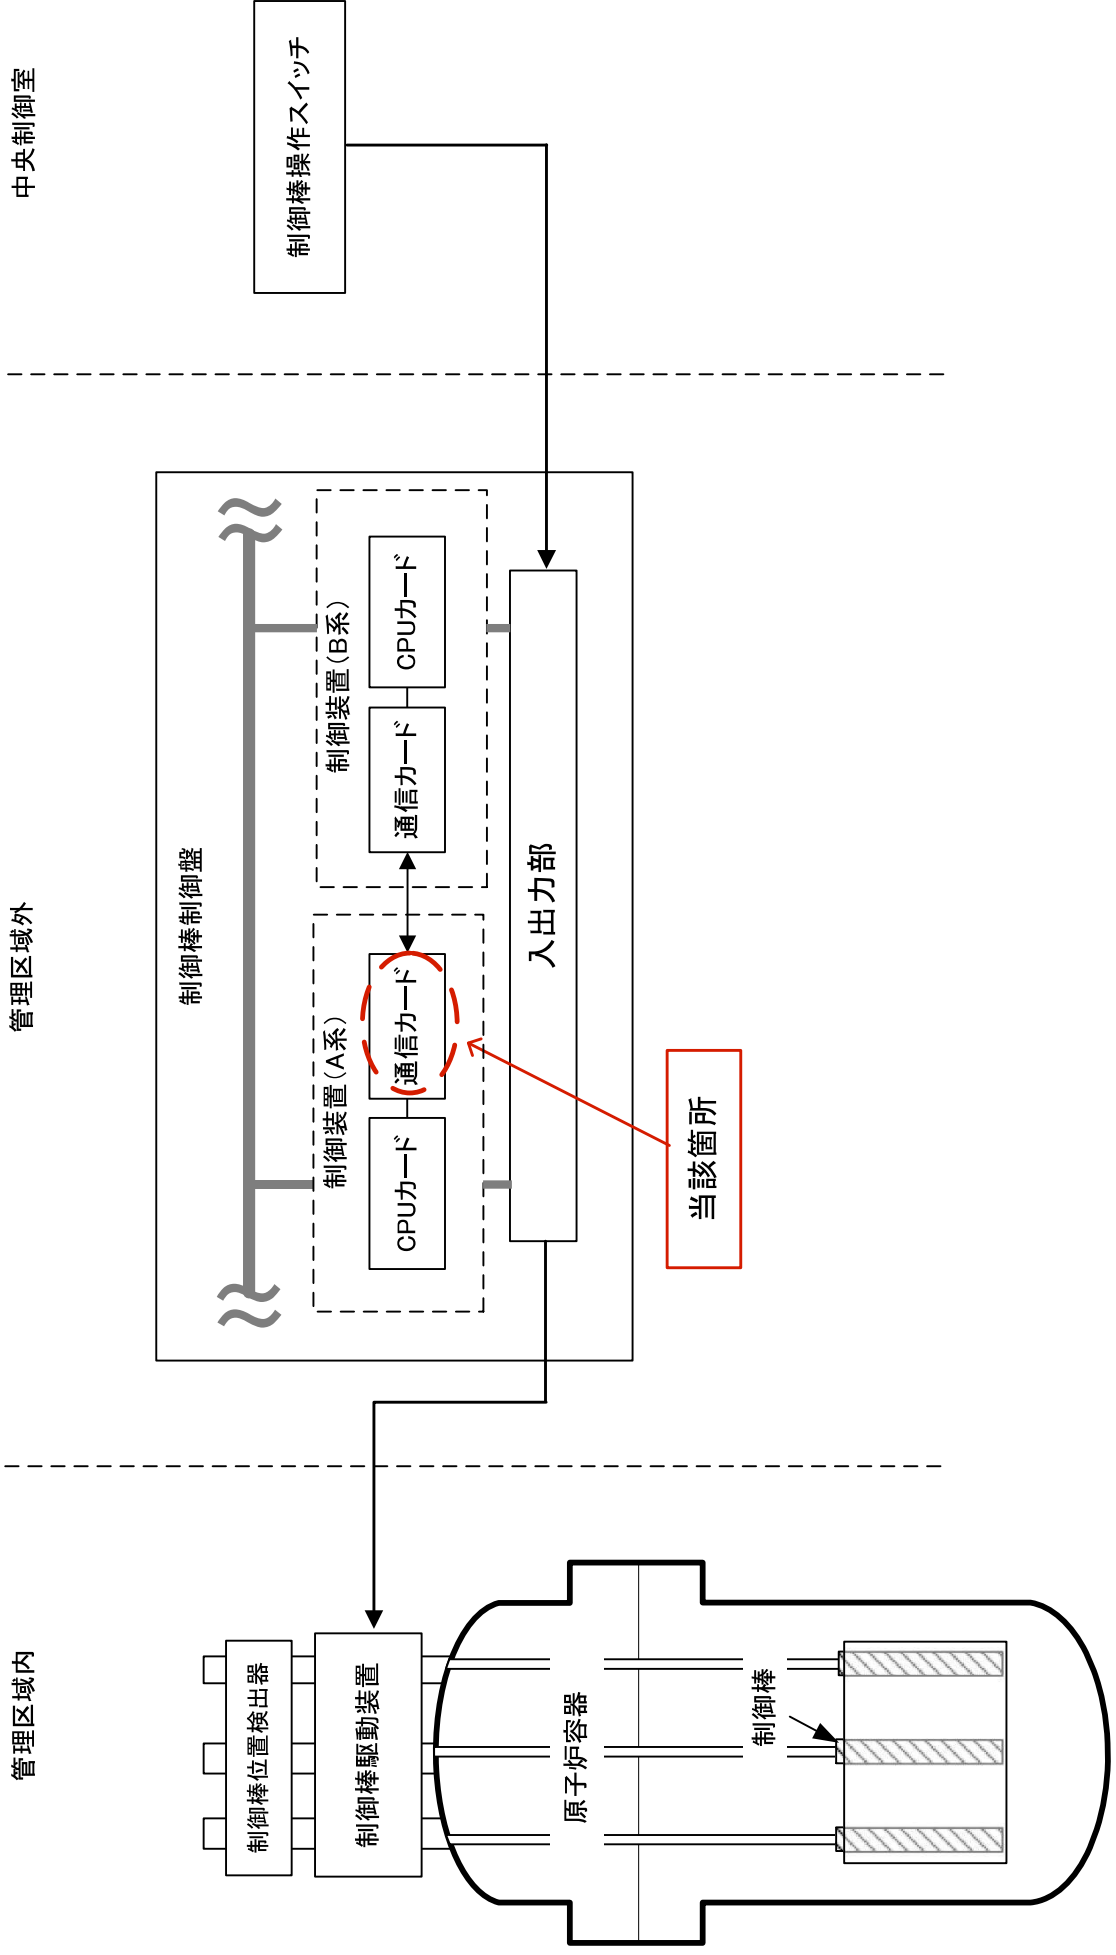 管理区域内
管理区域外
中央制御室
制御棒位置検出器
制御棒駆動装置
原子炉容器
制御棒
制御棒制御盤
制御装置(A系)
CPUカード
通信カード
制御装置(B系)
通信カード
CPUカード
入出力部
当該箇所
制御棒操作スイッチ